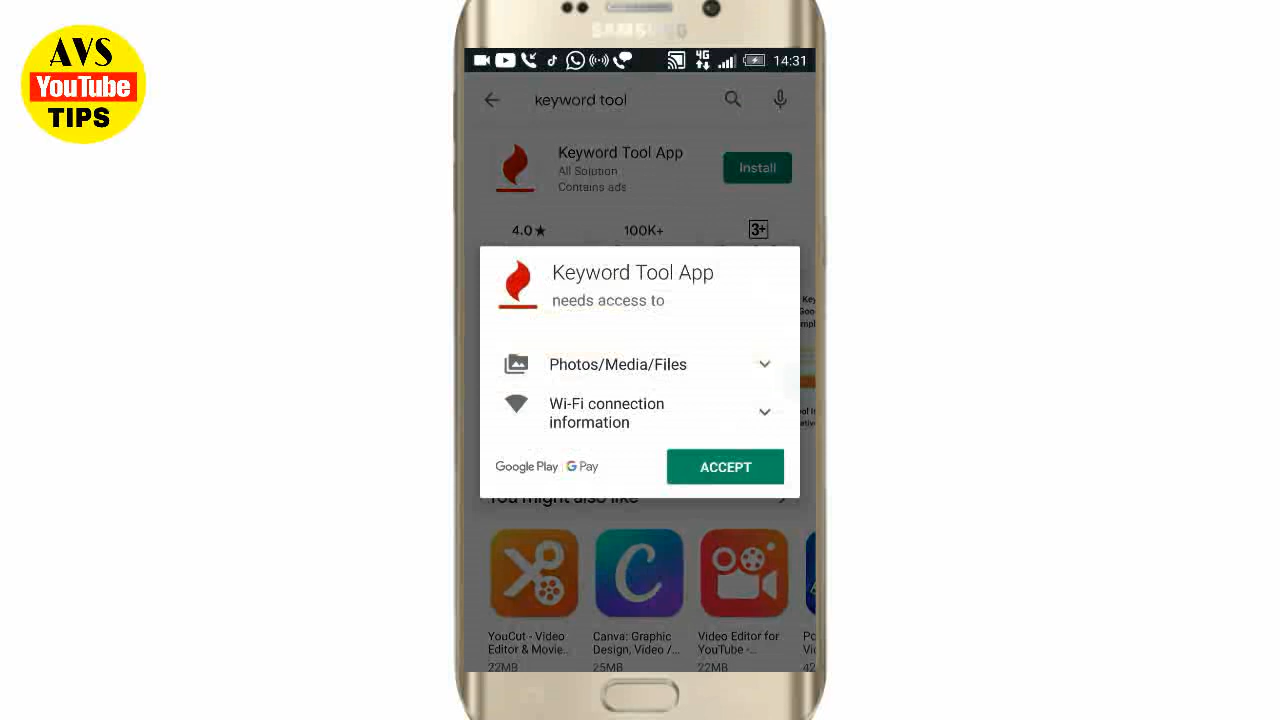 AVS
YouTube
TIPS
SAMSUNG
4G
14:31
keyword tool
Keyword Tool App
All Solution
Contains ads
Install
4.0★
100K+
3+
Keyword Tool App
needs access to
Photos/Media/Files
Wi-Fi connection
information
Google Play
G Pay
ACCEPT
You might also like
YouCut - Video
Editor & Movie..
22MB
Canva: Graphic
Design, Video /...
25MB
Video Editor for
YouTube -...
22MB